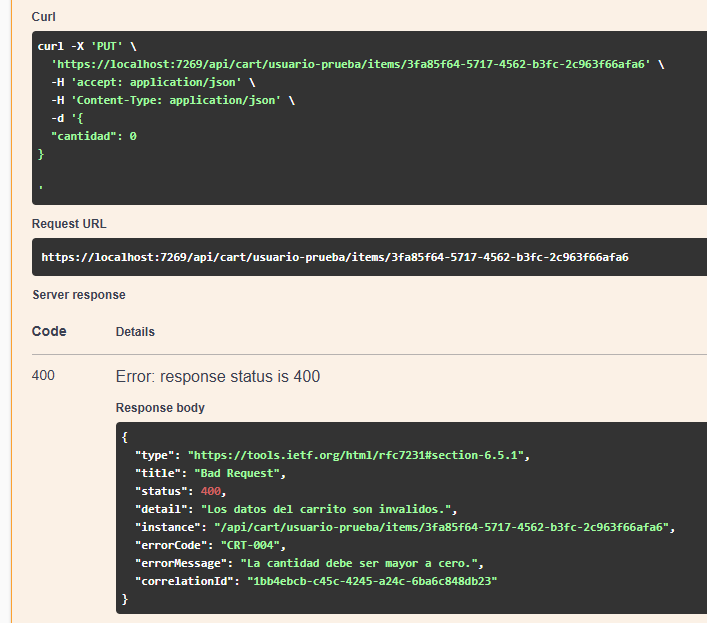 Curl
curl -X 'PUT' \
  'https://localhost:7269/api/cart/usuario-prueba/items/3fa85f64-5717-4562-b3fc-2c963f66afa6' \
  -H 'accept: application/json' \
  -H 'Content-Type: application/json' \
  -d '{
  "cantidad": 0
}
'
Request URL
https://localhost:7269/api/cart/usuario-prueba/items/3fa85f64-5717-4562-b3fc-2c963f66afa6
Server response
Code Details
400 Error: response status is 400
Response body
{
  "type": "https://tools.ietf.org/html/rfc7231#section-6.5.1",
  "title": "Bad Request",
  "status": 400,
  "detail": "Los datos del carrito son invalidos.",
  "instance": "/api/cart/usuario-prueba/items/3fa85f64-5717-4562-b3fc-2c963f66afa6",
  "errorCode": "CRT-004",
  "errorMessage": "La cantidad debe ser mayor a cero.",
  "correlationId": "1bb4ebcb-c45c-4245-a24c-6ba6c848db23"
}